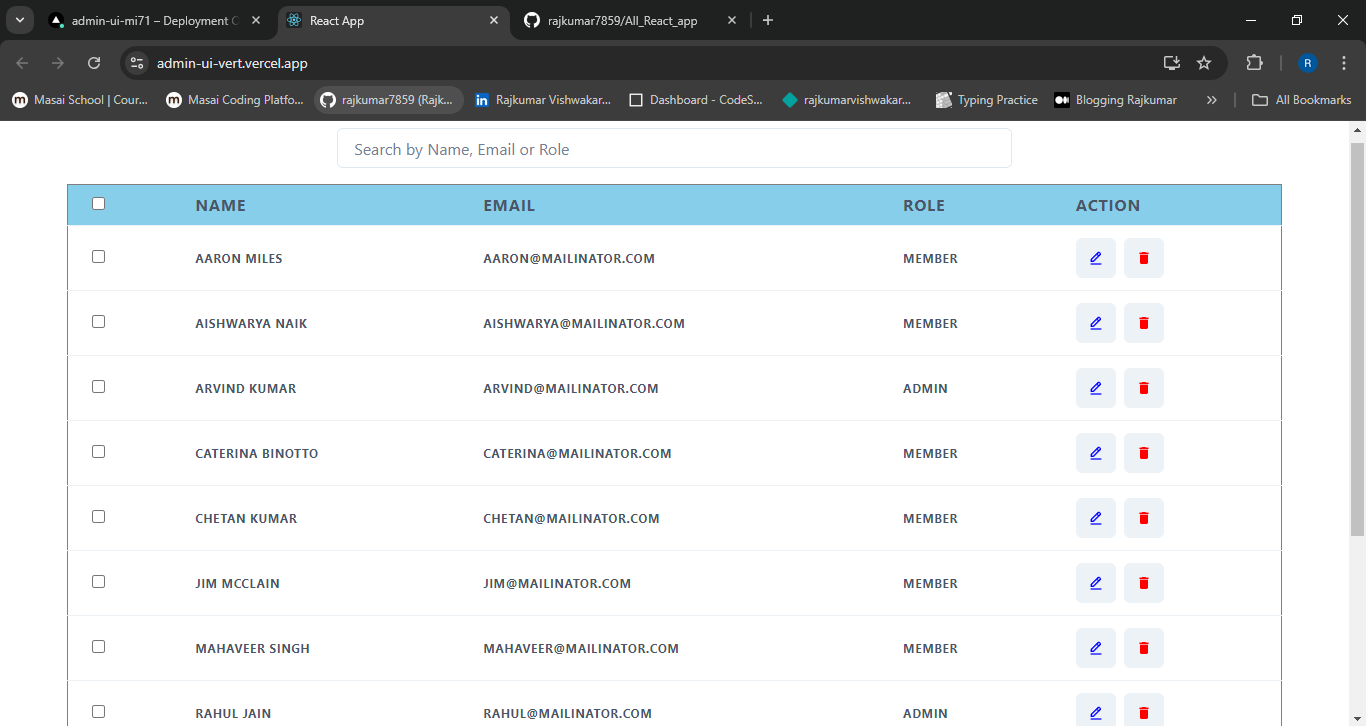 admin-ui-mi71 – Deployment
React App
rajkumar7859/All_React_app
admin-ui-vert.vercel.app
R
Masai School | Cour...
Masai Coding Platfo...
rajkumar7859 (Rajk...
Rajkumar Vishwakar...
Dashboard - CodeS...
rajkumarvishwakar...
Typing Practice
Blogging Rajkumar
All Bookmarks
Search by Name, Email or Role
NAME EMAIL ROLE ACTION
AARON MILES AARON@MAILINATOR.COM MEMBER
AISHWARYA NAIK AISHWARYA@MAILINATOR.COM MEMBER
ARVIND KUMAR ARVIND@MAILINATOR.COM ADMIN
CATERINA BINOTTO CATERINA@MAILINATOR.COM MEMBER
CHETAN KUMAR CHETAN@MAILINATOR.COM MEMBER
JIM MCCLAIN JIM@MAILINATOR.COM MEMBER
MAHAVEER SINGH MAHAVEER@MAILINATOR.COM MEMBER
RAHUL JAIN RAHUL@MAILINATOR.COM ADMIN